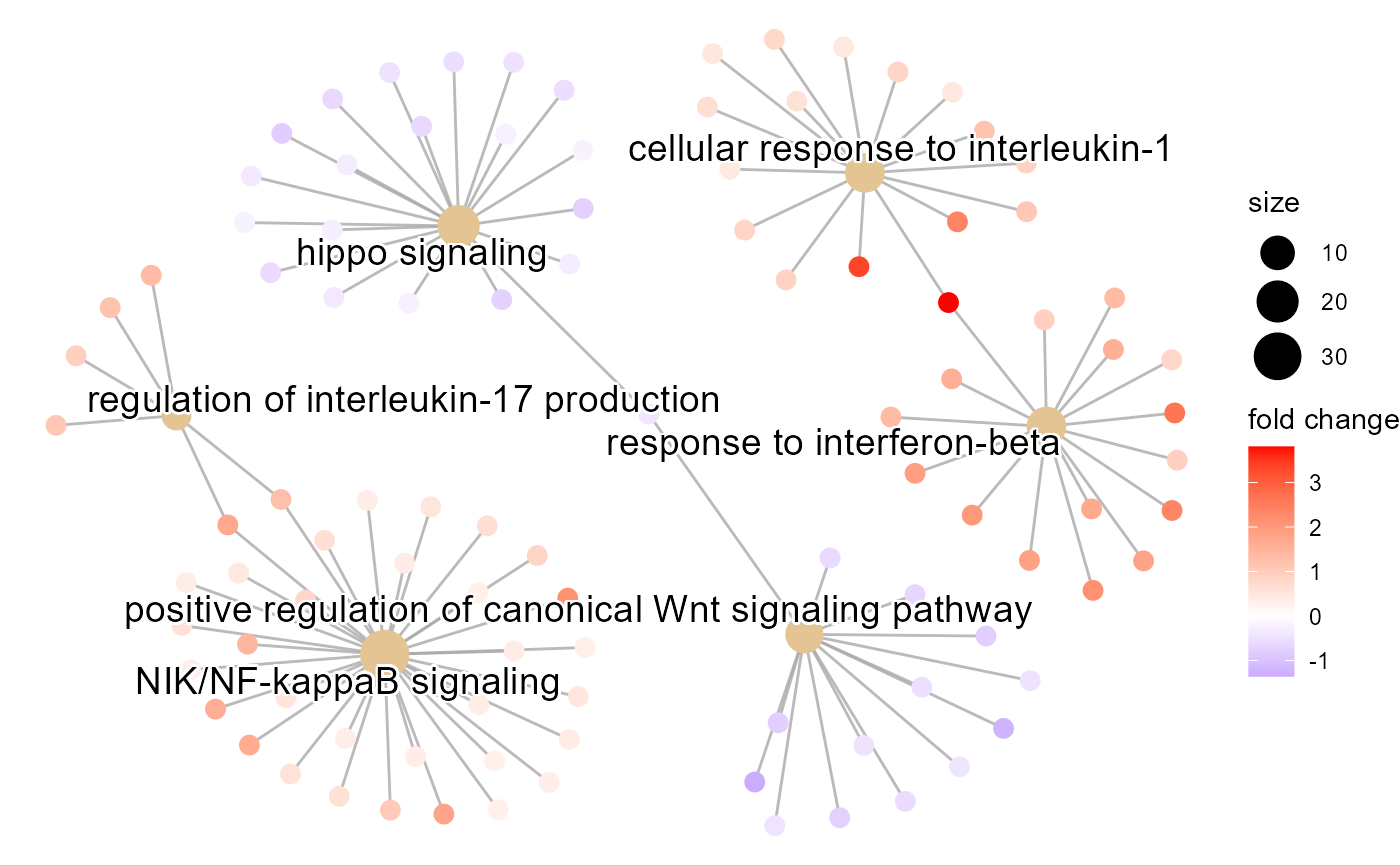 cellular response to interleukin-1
hippo signaling
regulation of interleukin-17 production
response to interferon-beta
positive regulation of canonical Wnt signaling pathway
NIK/NF-kappaB signaling
size
10
20
30
fold change
3
2
1
0
-1